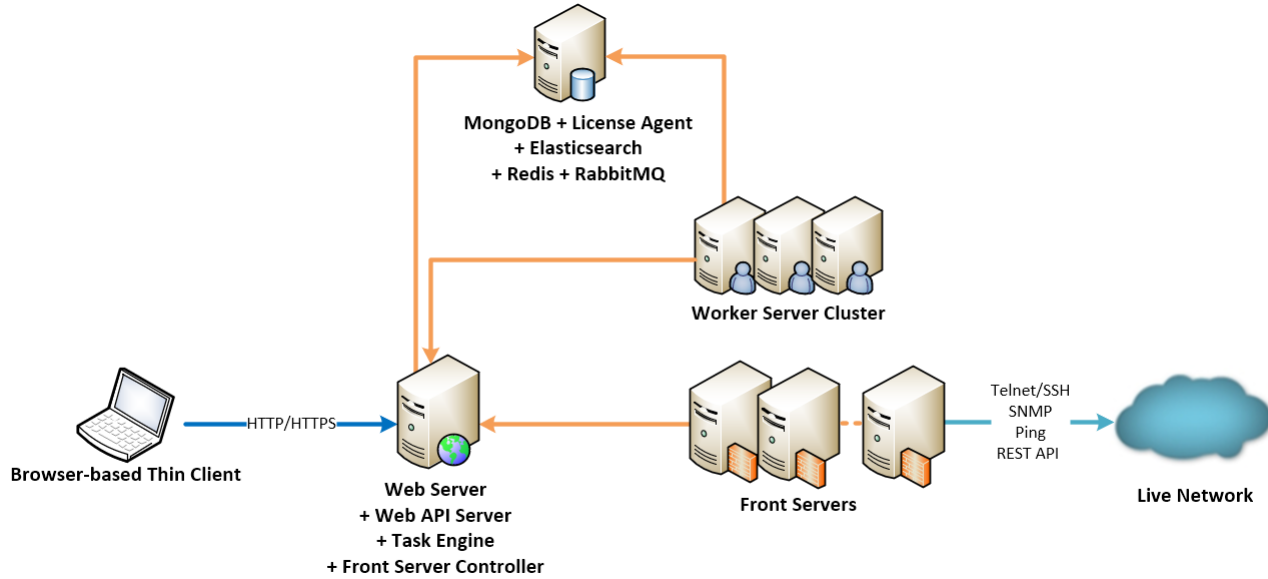 MongoDB + License Agent
+ Elasticsearch
+ Redis + RabbitMQ
Worker Server Cluster
HTTP/HTTPS
Browser-based Thin Client
Web Server
+ Web API Server
+ Task Engine
+ Front Server Controller
Front Servers
Telnet/SSH
SNMP
Ping
REST API
Live Network